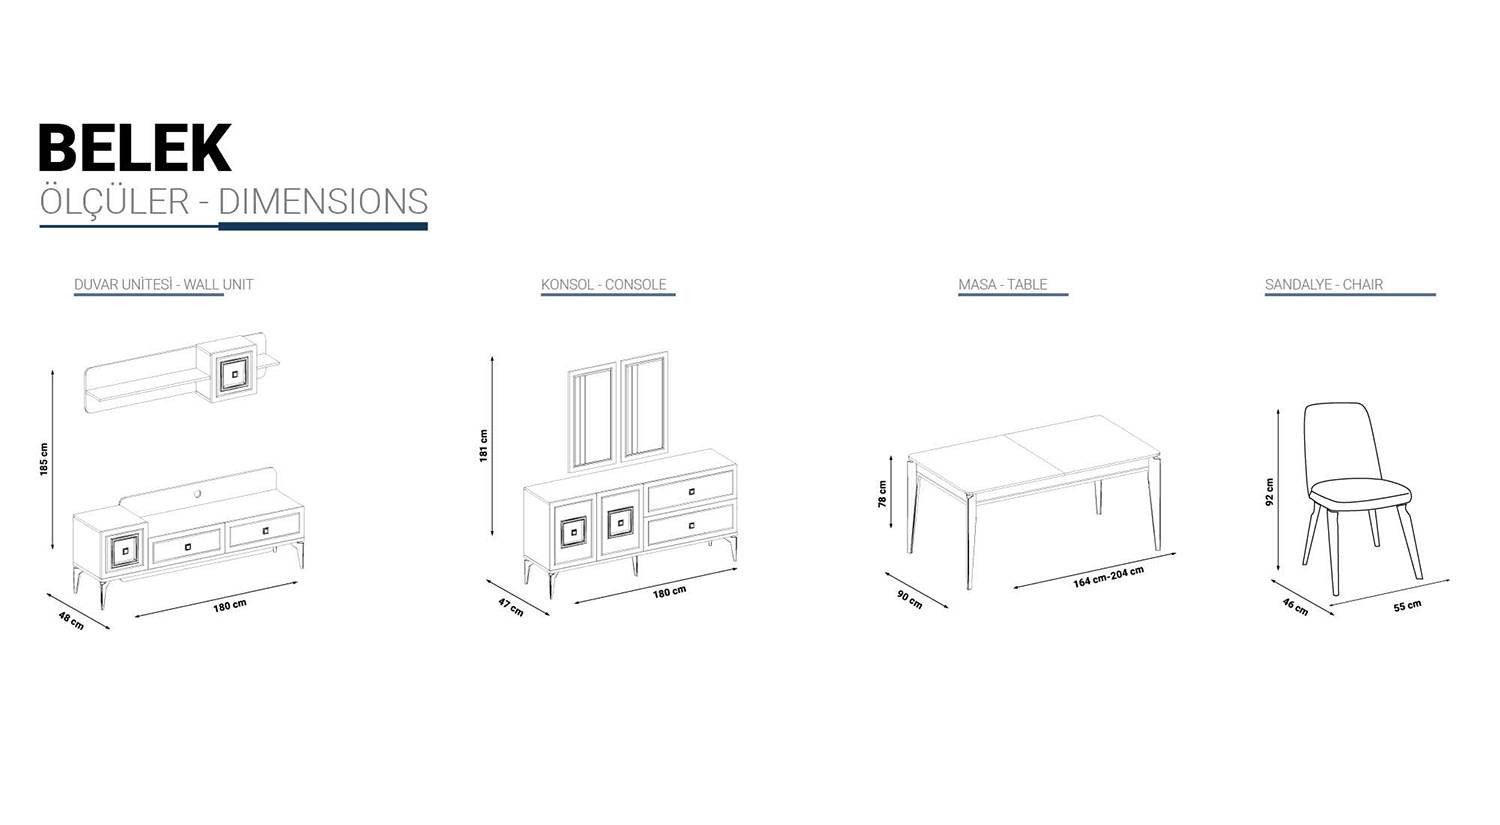 BELEK
ÖLÇÜLER - DIMENSIONS
DUVAR UNİTESİ - WALL UNIT
185 cm
48 cm
180 cm
KONSOL - CONSOLE
181 cm
47 cm
180 cm
MASA - TABLE
78 cm
90 cm
164 cm-204 cm
SANDALYE - CHAIR
92 cm
46 cm
55 cm